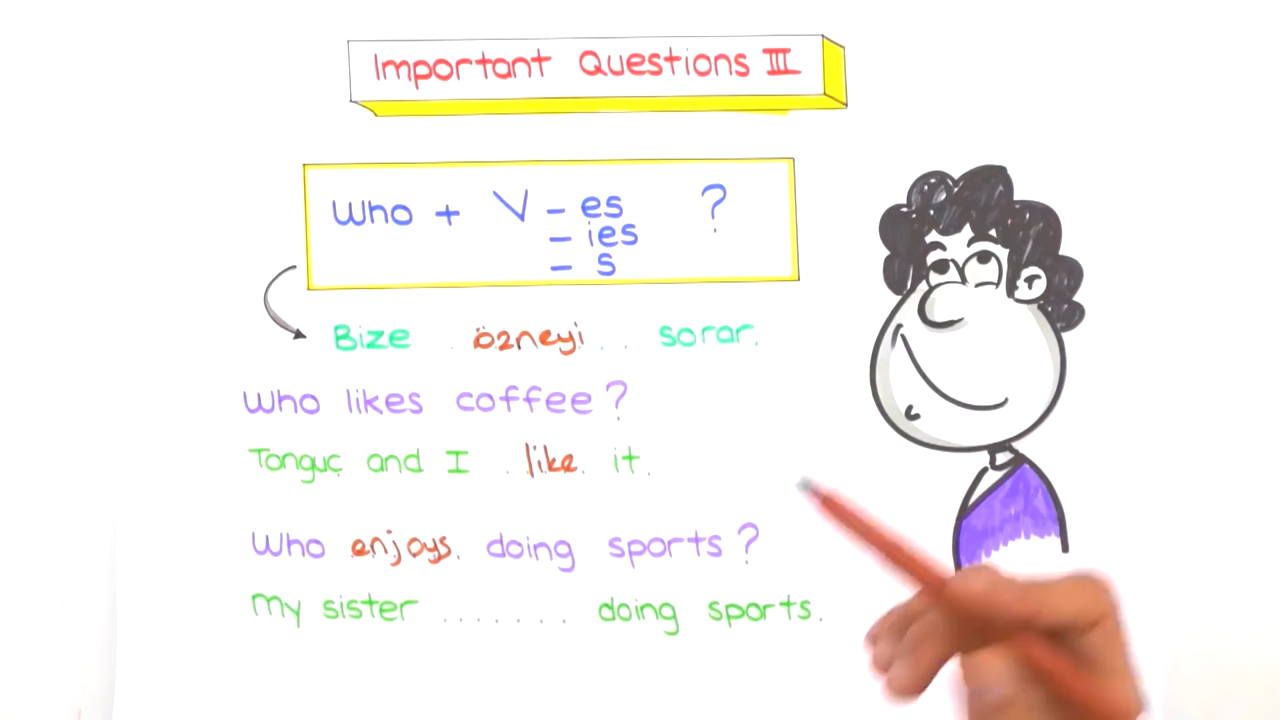 Important Questions III
Who + V - es ?
- ies
- s
Bize özneyi sorar.
Who likes coffee?
Tonguç and I like it.
Who enjoys doing sports?
My sister ....... doing sports.